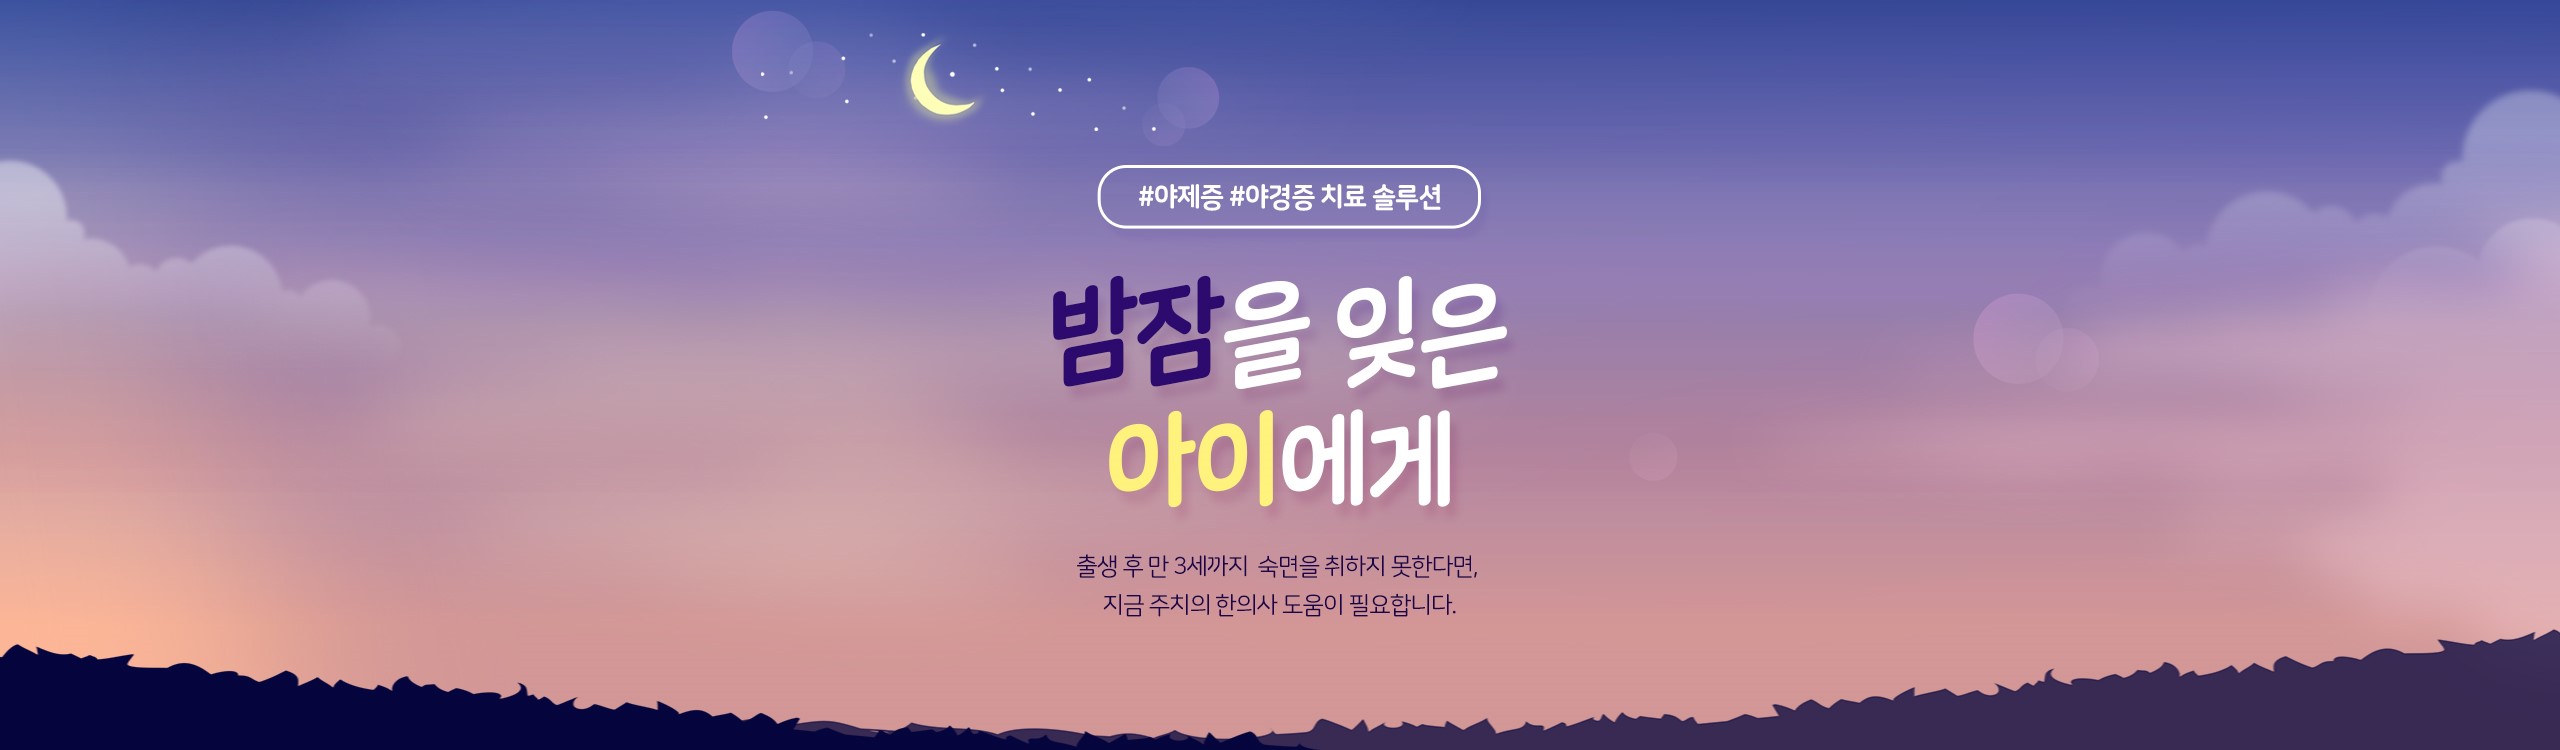 #야제증 #야경증 치료 솔루션
밤잠을 잊은
아이에게
출생 후 만 3세까지 숙면을 취하지 못한다면,
지금 주치의 한의사 도움이 필요합니다.